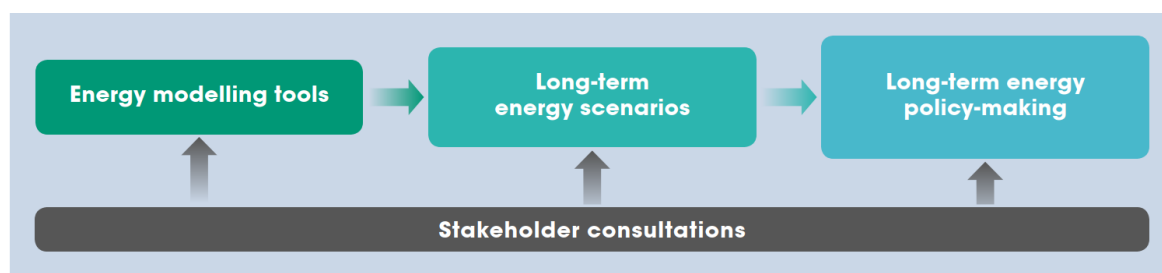 Energy modelling tools
Long-term
energy scenarios
Long-term energy
policy-making
Stakeholder consultations